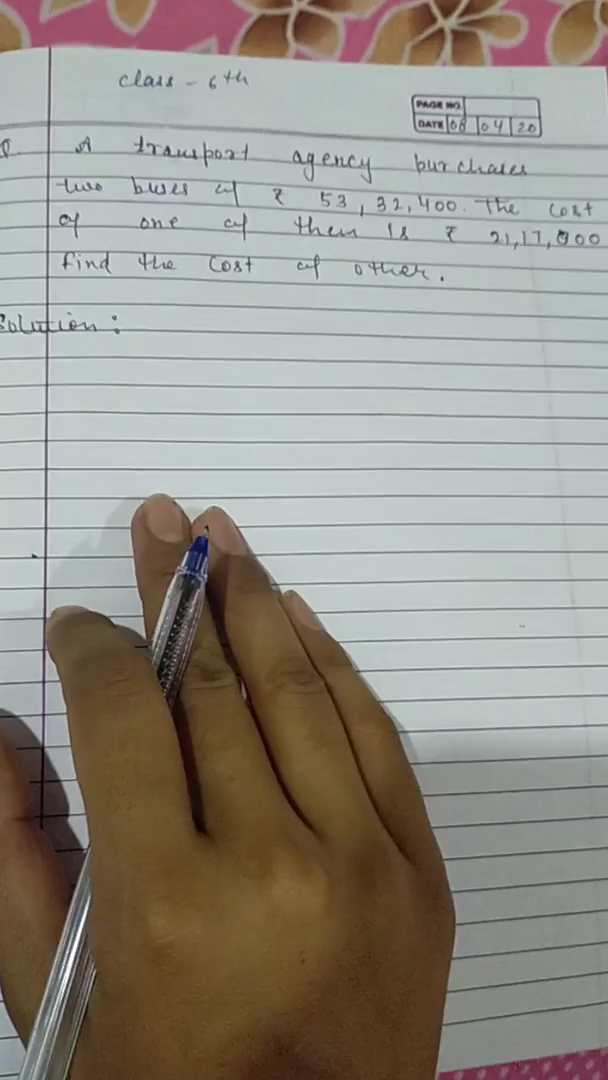 class - 6th
PAGE NO.
DATE 08 04 20
A transport agency purchases
two buses of ₹ 53,32,400. The cost
of one of them is ₹ 21,17,000
find the cost of other.
Solution: